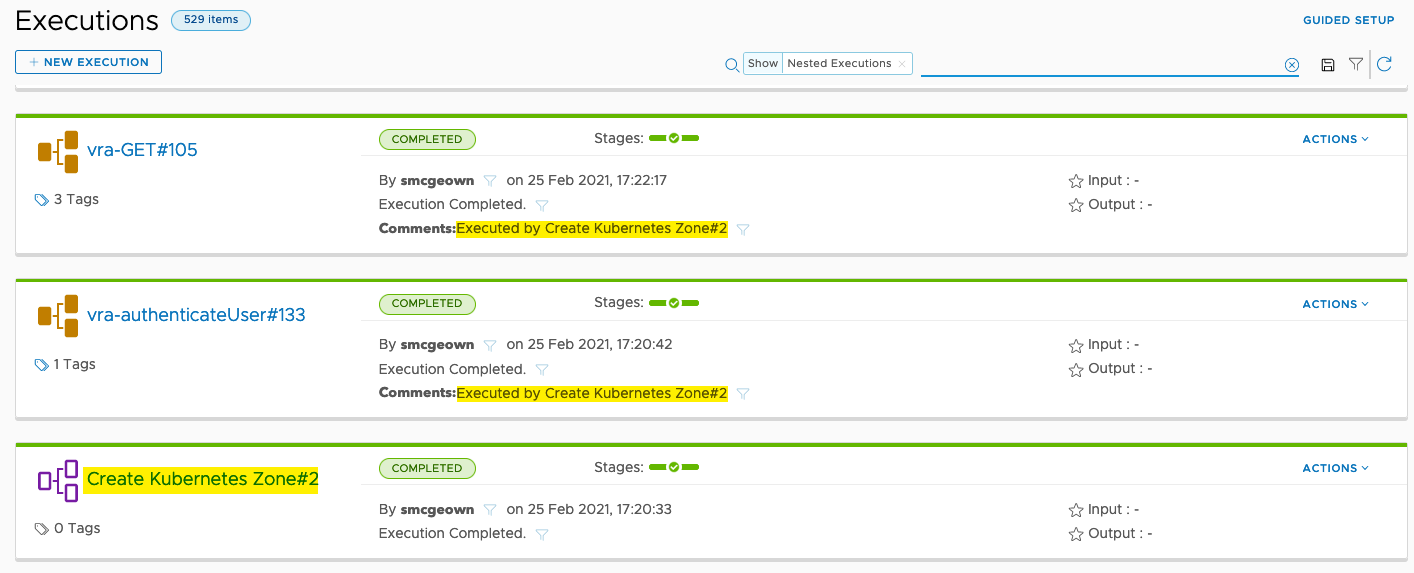 Executions 529 items GUIDED SETUP
+ NEW EXECUTION Show Nested Executions ×
vra-GET#105 COMPLETED Stages: ACTIONS
By smcgeown on 25 Feb 2021, 17:22:17 Input : -
3 Tags Execution Completed. Output : -
Comments:Executed by Create Kubernetes Zone#2
vra-authenticateUser#133 COMPLETED Stages: ACTIONS
By smcgeown on 25 Feb 2021, 17:20:42 Input : -
1 Tags Execution Completed. Output : -
Comments:Executed by Create Kubernetes Zone#2
Create Kubernetes Zone#2 COMPLETED Stages: ACTIONS
By smcgeown on 25 Feb 2021, 17:20:33 Input : -
0 Tags Execution Completed. Output : -